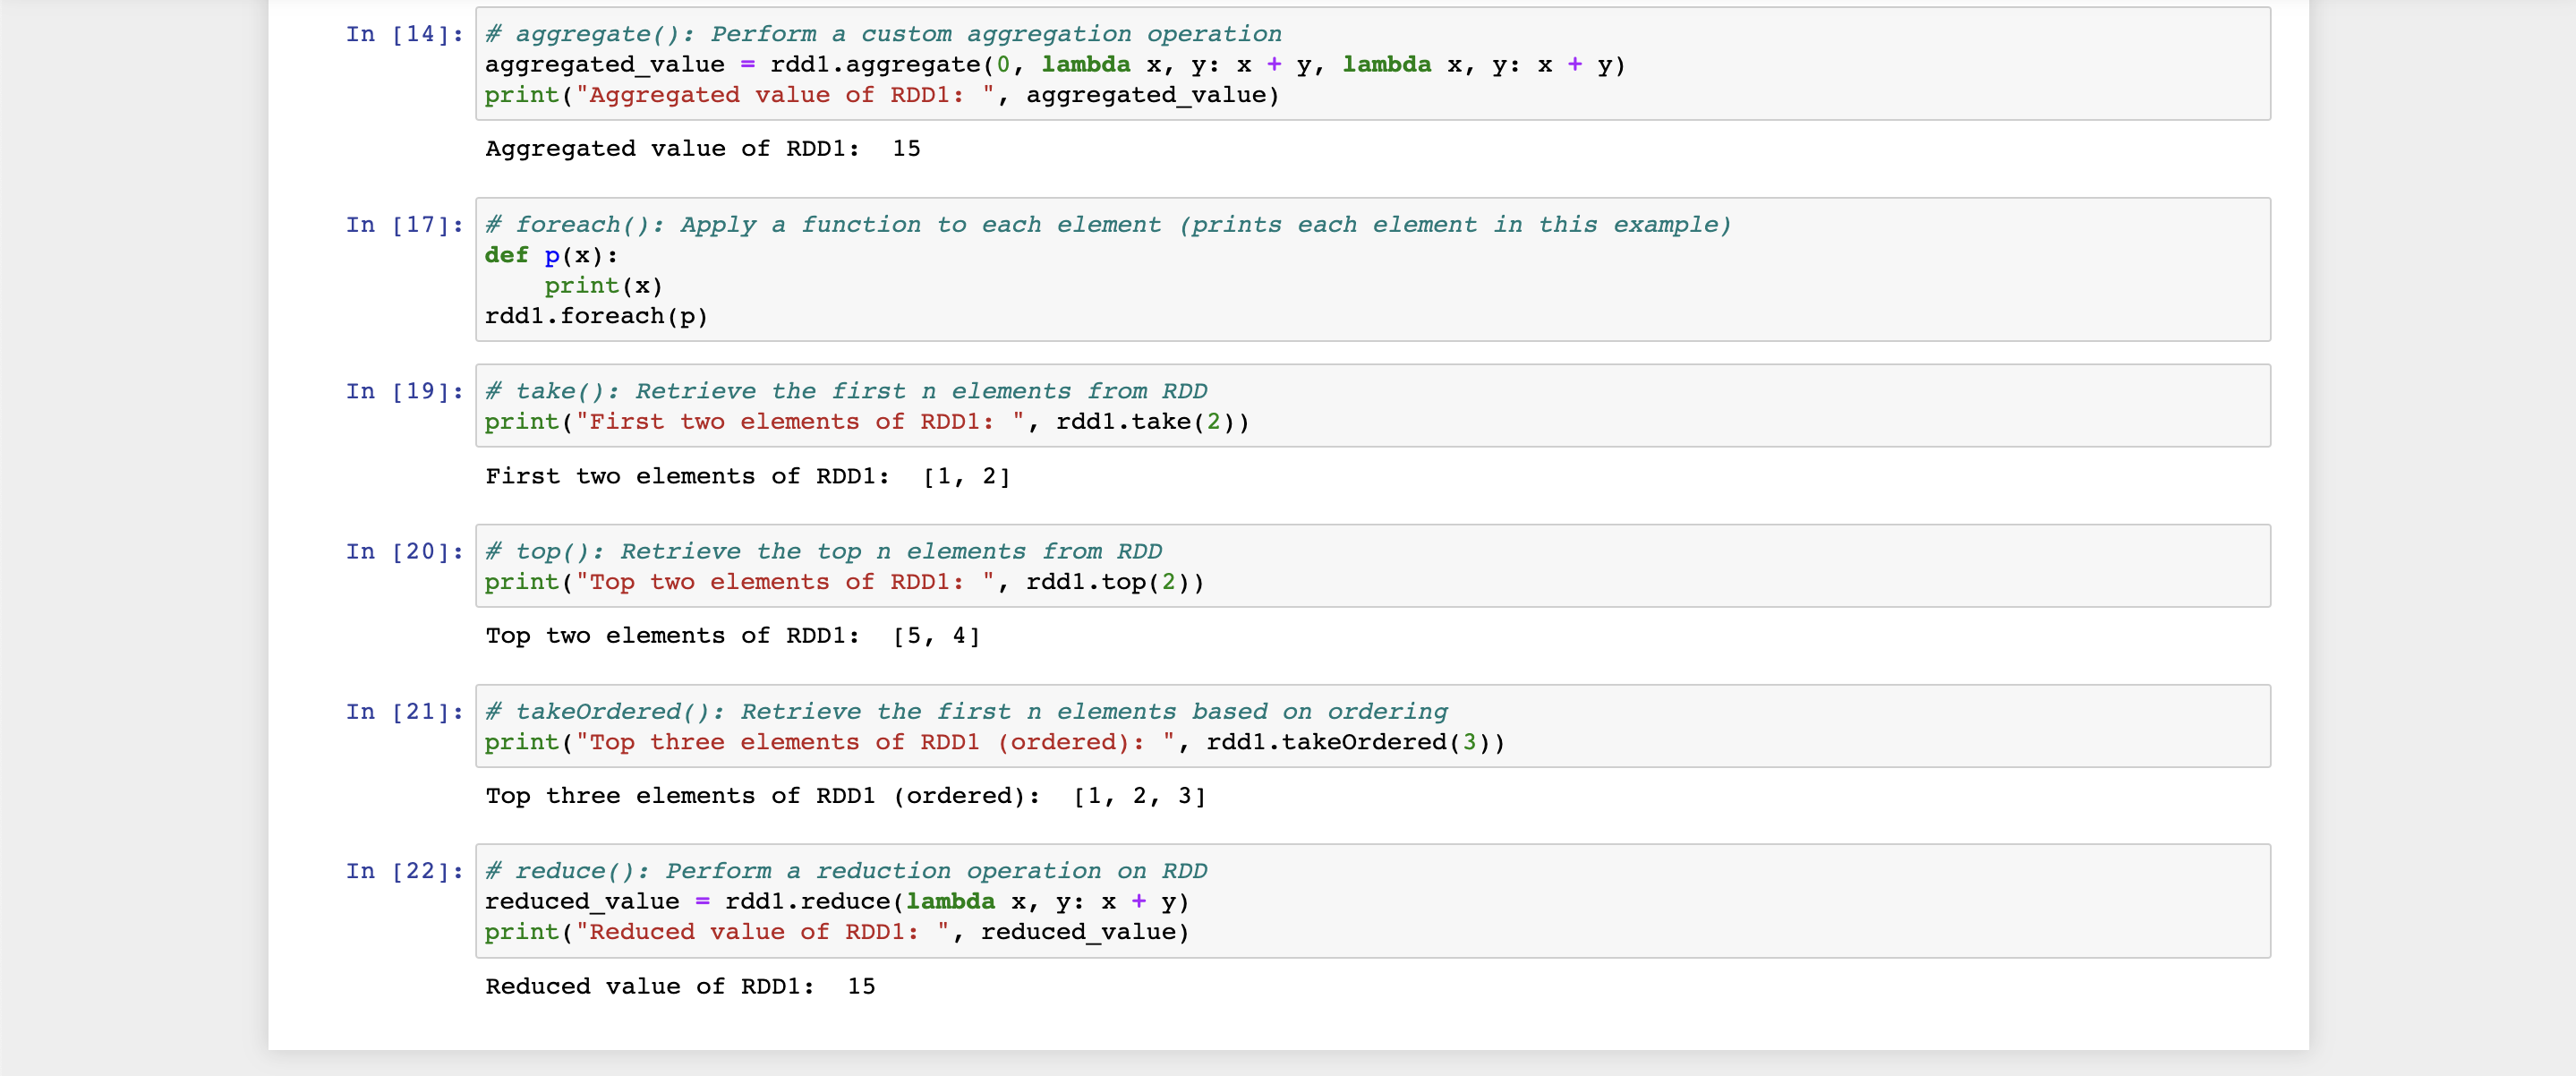 In [14]: # aggregate(): Perform a custom aggregation operation
aggregated_value = rdd1.aggregate(0, lambda x, y: x + y, lambda x, y: x + y)
print("Aggregated value of RDD1: ", aggregated_value)
Aggregated value of RDD1:  15
In [17]: # foreach(): Apply a function to each element (prints each element in this example)
def p(x):
    print(x)
rdd1.foreach(p)
In [19]: # take(): Retrieve the first n elements from RDD
print("First two elements of RDD1: ", rdd1.take(2))
First two elements of RDD1:  [1, 2]
In [20]: # top(): Retrieve the top n elements from RDD
print("Top two elements of RDD1: ", rdd1.top(2))
Top two elements of RDD1:  [5, 4]
In [21]: # takeOrdered(): Retrieve the first n elements based on ordering
print("Top three elements of RDD1 (ordered): ", rdd1.takeOrdered(3))
Top three elements of RDD1 (ordered):  [1, 2, 3]
In [22]: # reduce(): Perform a reduction operation on RDD
reduced_value = rdd1.reduce(lambda x, y: x + y)
print("Reduced value of RDD1: ", reduced_value)
Reduced value of RDD1:  15